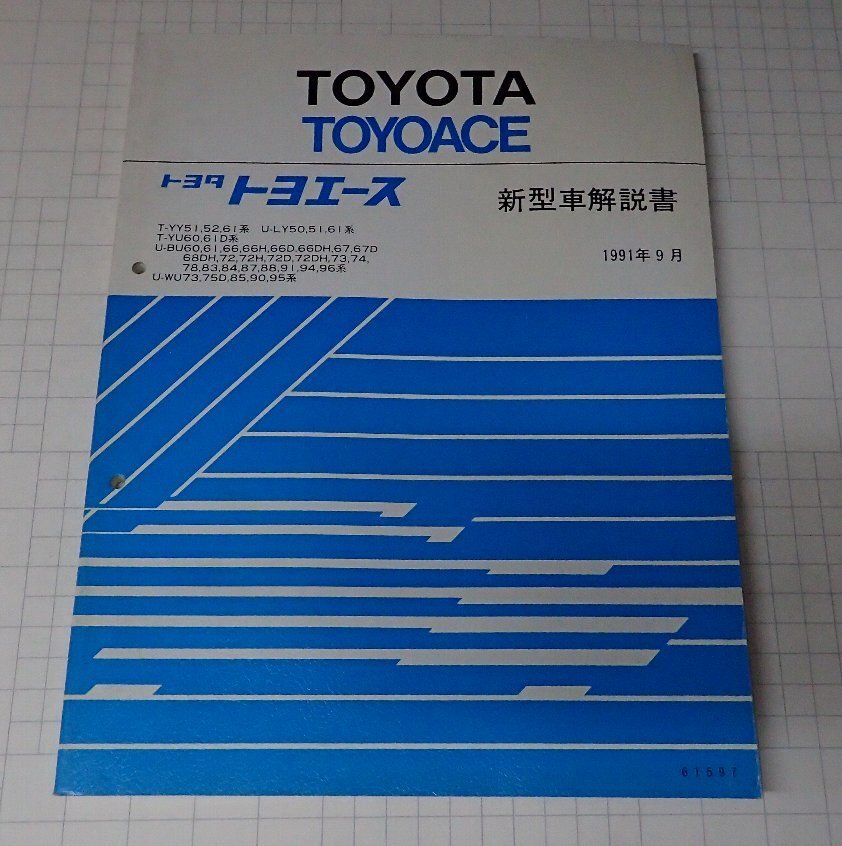 TOYOTA
TOYOACE
トヨタ トヨエース 新型車解説書
T-YY51,52,61系 U-LY50,51,61系
T-YU60,61D系
U-BU60,61,66,66H,66D,66DH,67,67D
68DH,72,72H,72D,72DH,73,74,
78,83,84,87,88,91,94,96系
U-WU73,75D,85,90,95系
1991年9月
67597